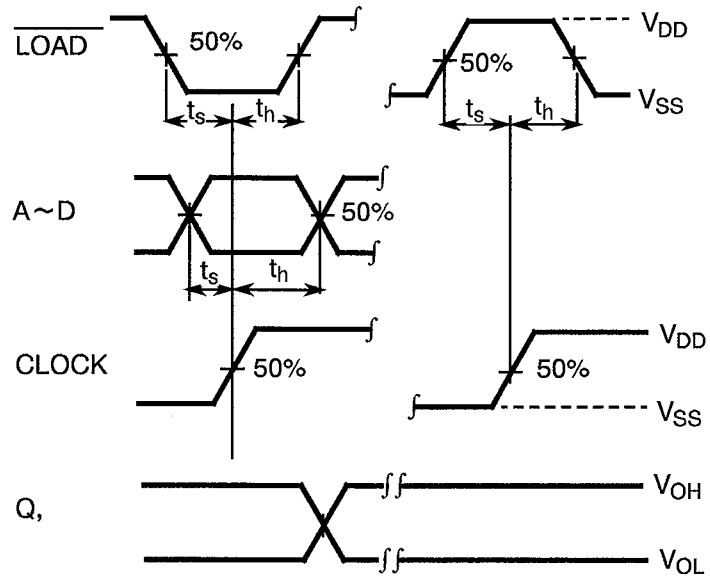 LOAD 50% VDD
50% VSS
ts th ts th
A~D 50%
ts th
CLOCK 50% 50% VDD
VSS
Q, VOH
VOL